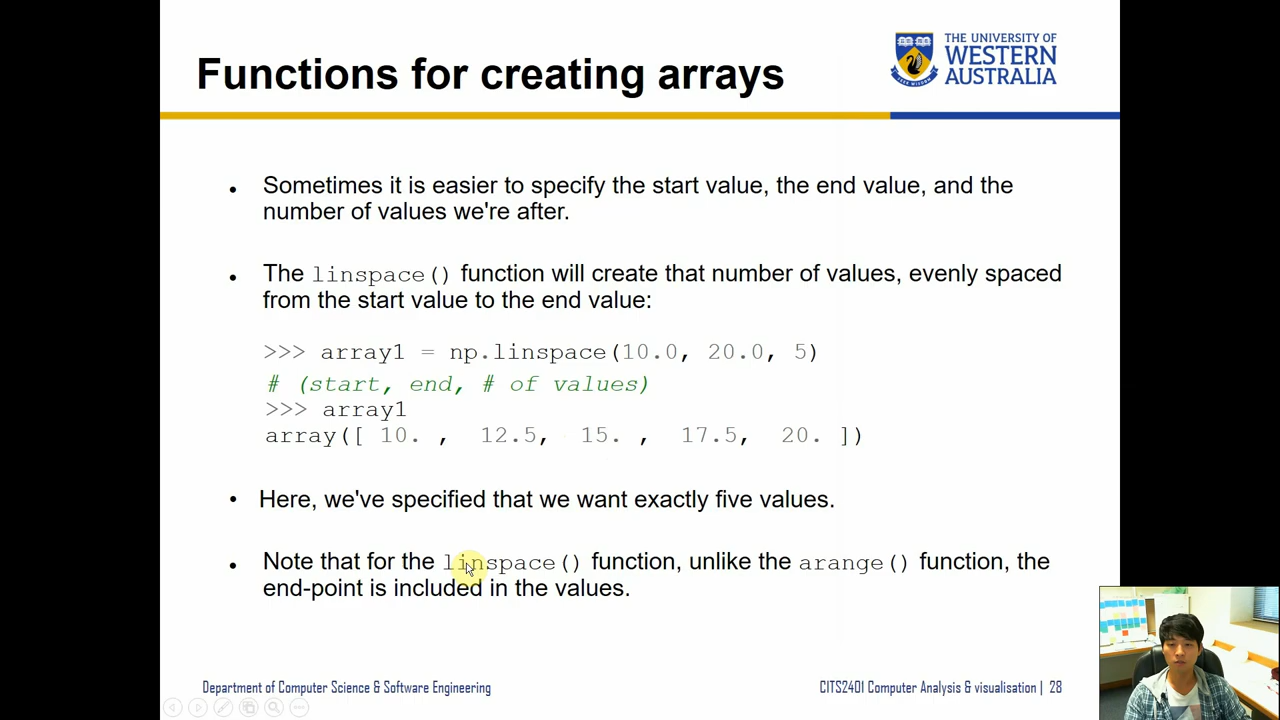 THE UNIVERSITY OF
WESTERN
AUSTRALIA
Functions for creating arrays
• Sometimes it is easier to specify the start value, the end value, and the
number of values we're after.
• The linspace() function will create that number of values, evenly spaced
from the start value to the end value:
>>> array1 = np.linspace(10.0, 20.0, 5)
# (start, end, # of values)
>>> array1
array([ 10. , 12.5, 15. , 17.5, 20. ])
• Here, we've specified that we want exactly five values.
• Note that for the linspace() function, unlike the arange() function, the
end-point is included in the values.
Department of Computer Science & Software Engineering
CITS2401 Computer Analysis & visualisation | 28